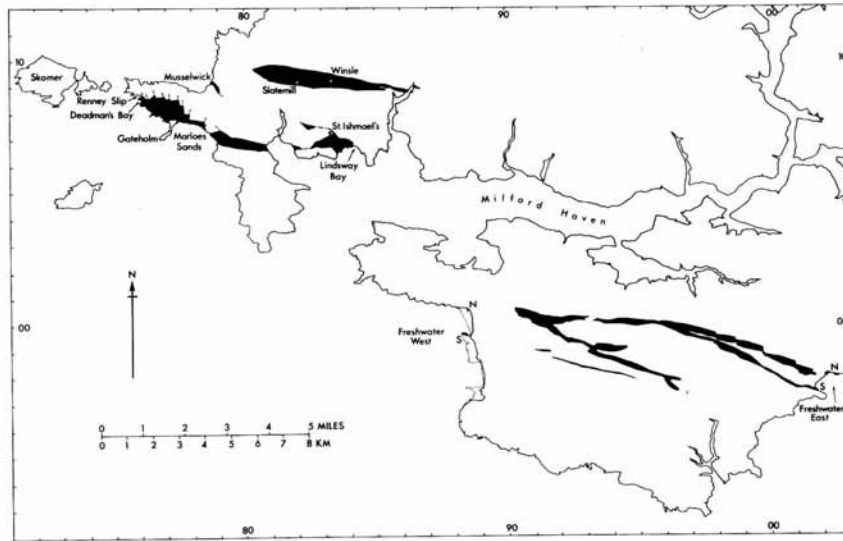 80
90
00
10
10
Skomer
Musselwick
Winsle
Renney Slip
Slatemill
Deadman's Bay
St. Ishmael's
Gateholm
Marloes
Sands
Lindsway
Bay
Milford Haven
N
N
00
00
Freshwater
West
S
N
S
Freshwater
East
0 1 2 3 4 5 MILES
0 1 2 3 4 5 6 7 8 KM
80
90
00